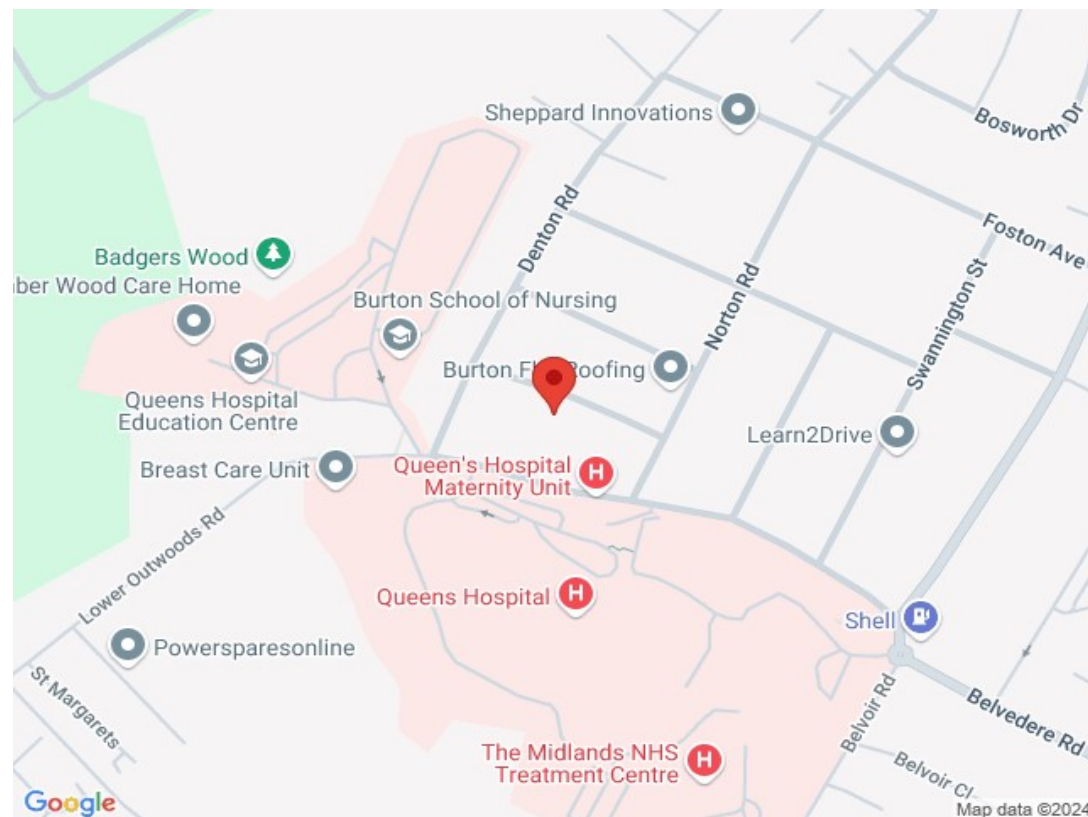 Sheppard Innovations
Bosworth Dr
Denton Rd
Foston Ave
Badgers Wood
Wood Care Home
Burton School of Nursing
Norton Rd
Swannington St
Burton Roofing
Queens Hospital
Education Centre
Learn2Drive
Breast Care Unit
Queen's Hospital
Maternity Unit
Lower Outwoods Rd
Queens Hospital
Shell
Powersparesonline
St Margarets
Belvoir Rd
Belvedere Rd
The Midlands NHS
Treatment Centre
Belvoir Cl
Google
Map data ©2024